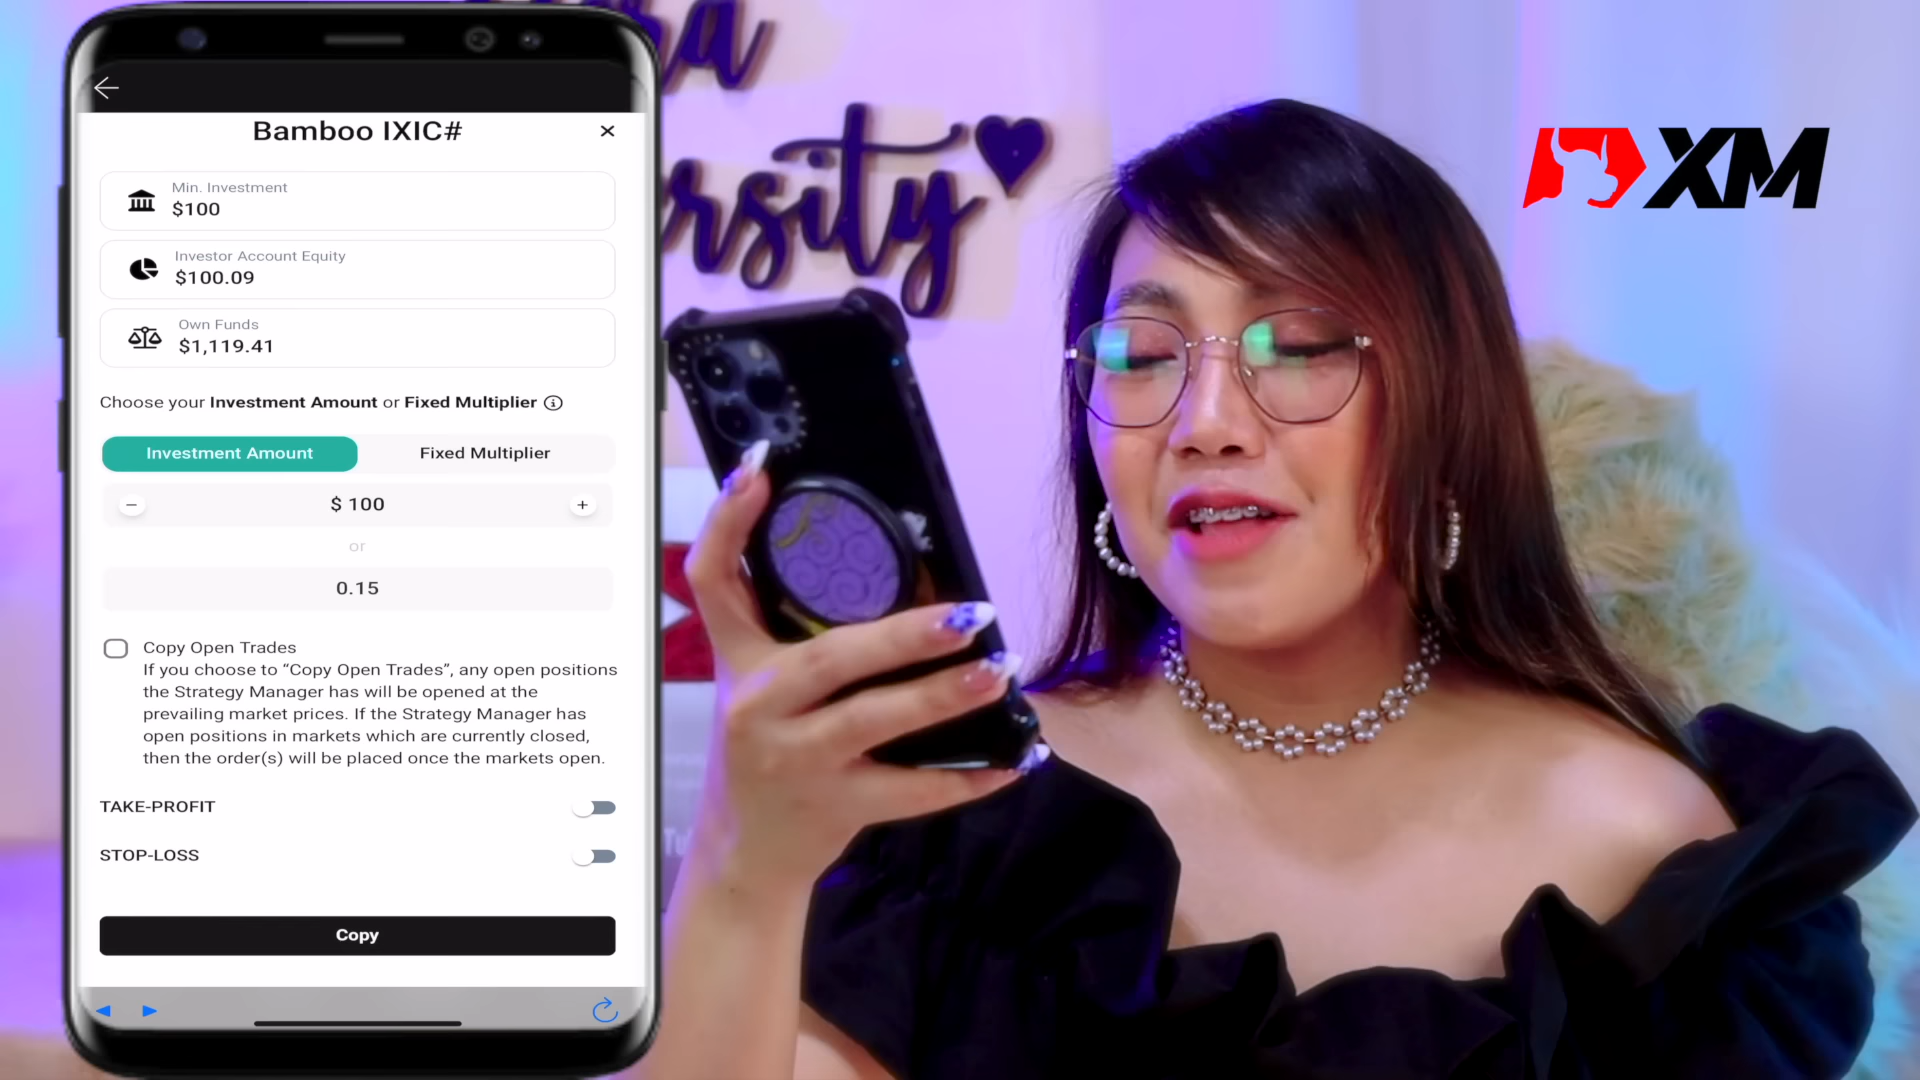 Bamboo IXIC#
Min. Investment
$100
Investor Account Equity
$100.09
Own Funds
$1,119.41
Choose your Investment Amount or Fixed Multiplier
Investment Amount
Fixed Multiplier
$ 100
or
0.15
Copy Open Trades
If you choose to “Copy Open Trades”, any open positions
the Strategy Manager has will be opened at the
prevailing market prices. If the Strategy Manager has
open positions in markets which are currently closed,
then the order(s) will be placed once the markets open.
TAKE-PROFIT
STOP-LOSS
Copy
rsity
XM